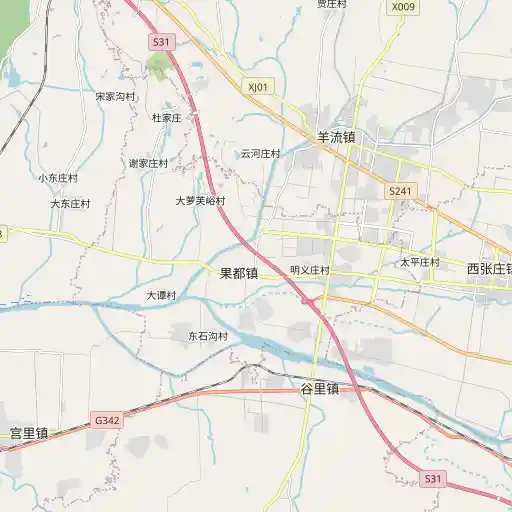 贾庄村
X009
S31
XJ01
宋家沟村
杜家庄
羊流镇
云河庄村
谢家庄村
小东庄村
S241
大东庄村
大萝芙峪村
太平庄村
果都镇
明义庄村
西张庄镇
大谭村
东石沟村
谷里镇
G342
宫里镇
S31